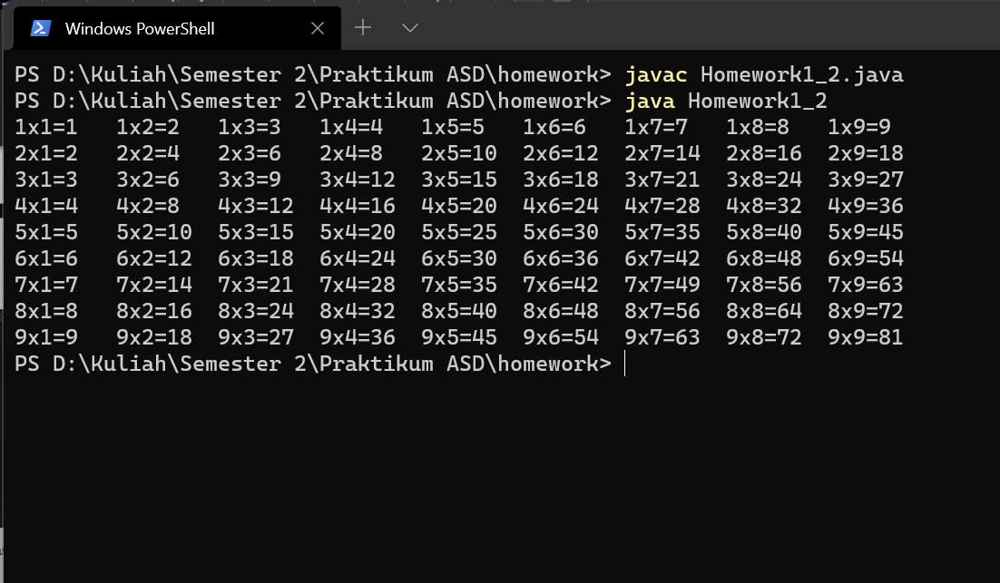 Windows PowerShell
PS D:\Kuliah\Semester 2\Praktikum ASD\homework> javac Homework1_2.java
PS D:\Kuliah\Semester 2\Praktikum ASD\homework> java Homework1_2
1x1=1 1x2=2 1x3=3 1x4=4 1x5=5 1x6=6 1x7=7 1x8=8 1x9=9
2x1=2 2x2=4 2x3=6 2x4=8 2x5=10 2x6=12 2x7=14 2x8=16 2x9=18
3x1=3 3x2=6 3x3=9 3x4=12 3x5=15 3x6=18 3x7=21 3x8=24 3x9=27
4x1=4 4x2=8 4x3=12 4x4=16 4x5=20 4x6=24 4x7=28 4x8=32 4x9=36
5x1=5 5x2=10 5x3=15 5x4=20 5x5=25 5x6=30 5x7=35 5x8=40 5x9=45
6x1=6 6x2=12 6x3=18 6x4=24 6x5=30 6x6=36 6x7=42 6x8=48 6x9=54
7x1=7 7x2=14 7x3=21 7x4=28 7x5=35 7x6=42 7x7=49 7x8=56 7x9=63
8x1=8 8x2=16 8x3=24 8x4=32 8x5=40 8x6=48 8x7=56 8x8=64 8x9=72
9x1=9 9x2=18 9x3=27 9x4=36 9x5=45 9x6=54 9x7=63 9x8=72 9x9=81
PS D:\Kuliah\Semester 2\Praktikum ASD\homework>